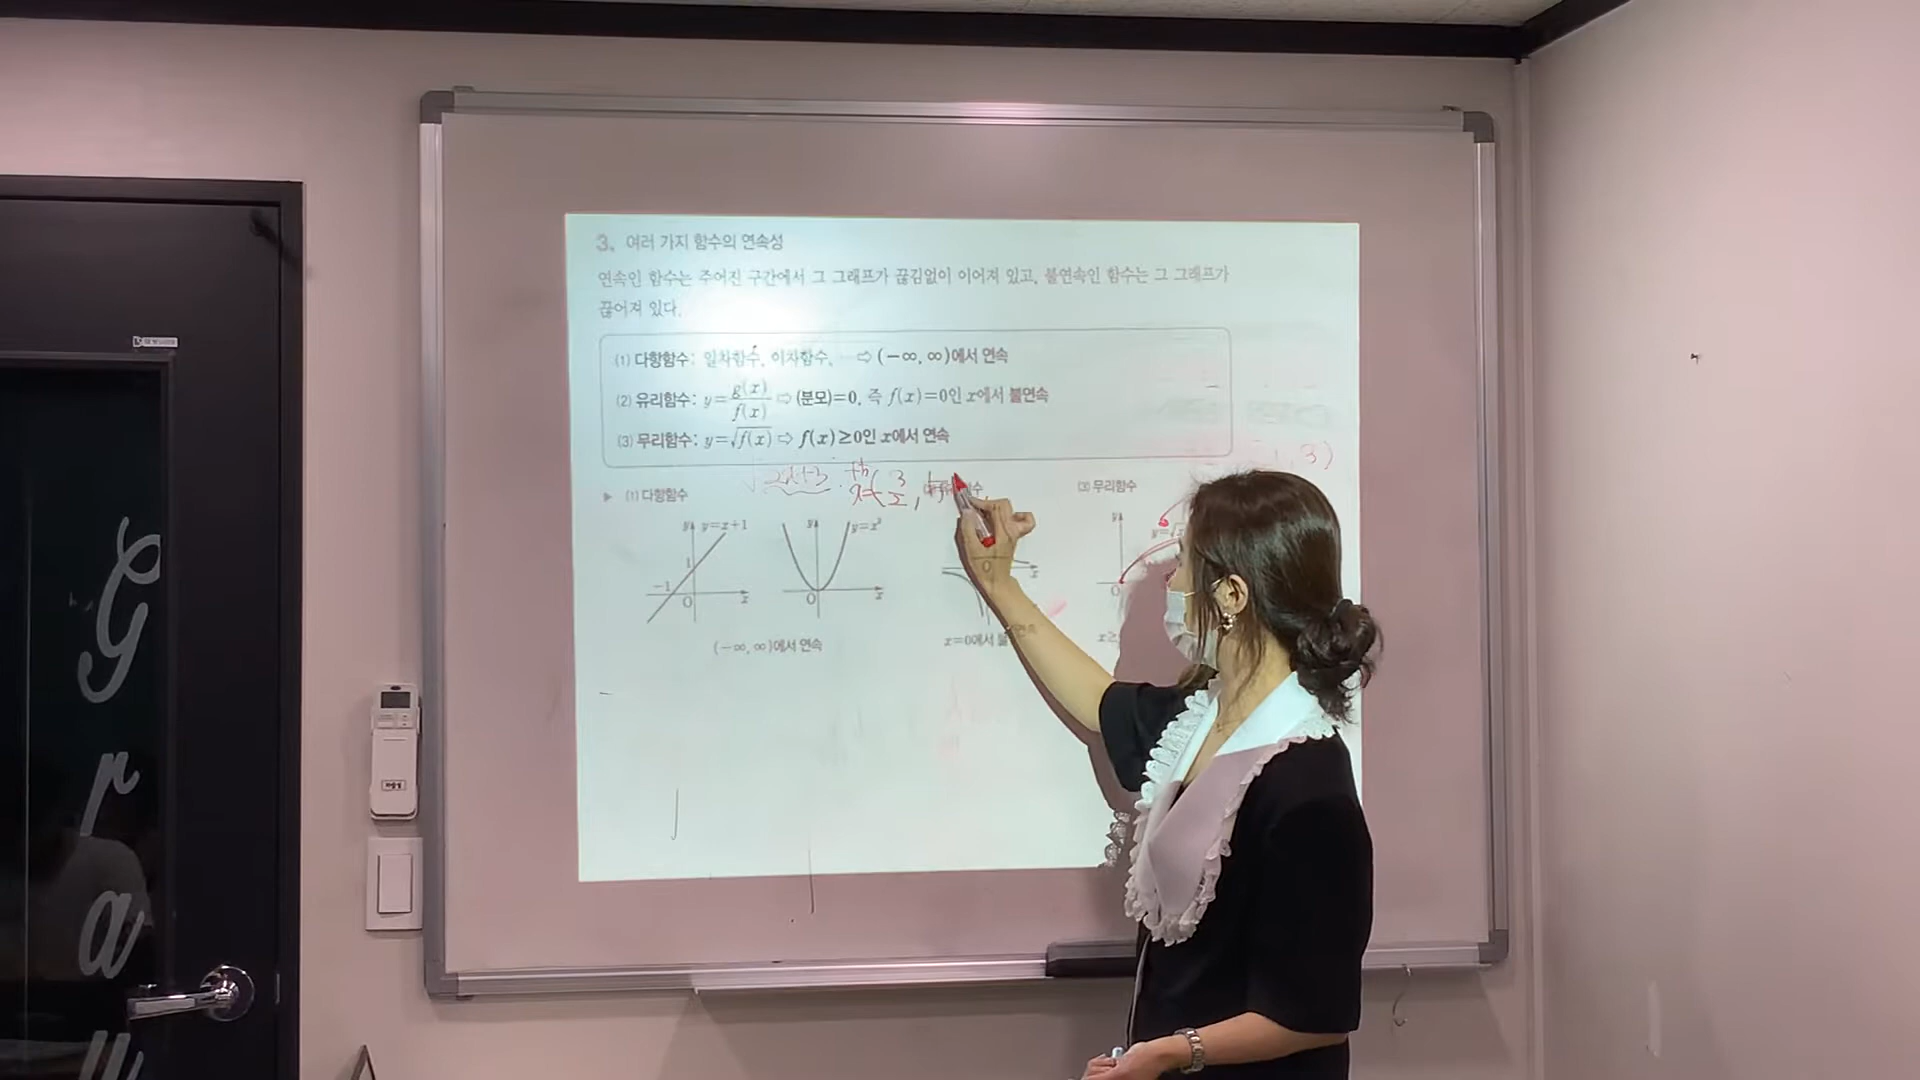 3. 여러 가지 함수의 연속성
연속인 함수는 주어진 구간에서 그 그래프가 끊김없이 이어져 있고, 불연속인 함수는 그 그래프가
끊어져 있다.
(1) 다항함수: 일차함수, 이차함수, … ⇨ (−∞, ∞)에서 연속
(2) 유리함수: y=g(x)/f(x) ⇨ (분모)=0, 즉 f(x)=0인 x에서 불연속
(3) 무리함수: y=√f(x) ⇨ f(x)≥0인 x에서 연속
√2x+3
3)
▶ (1) 다항함수
(3) 무리함수
y y=x+1
y y=x²
y
y=√x
1
−1 O x
O x
O x
O
(−∞, ∞)에서 연속
x=0에서 불연속
x≥
Gray